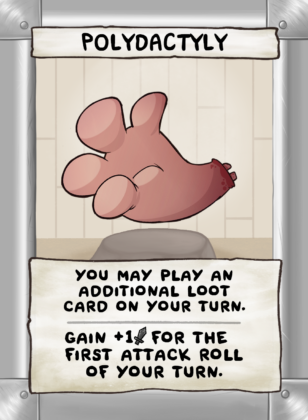 POLYDACTYLY
YOU MAY PLAY AN
ADDITIONAL LOOT
CARD ON YOUR TURN.
GAIN +1 FOR THE
FIRST ATTACK ROLL
OF YOUR TURN.